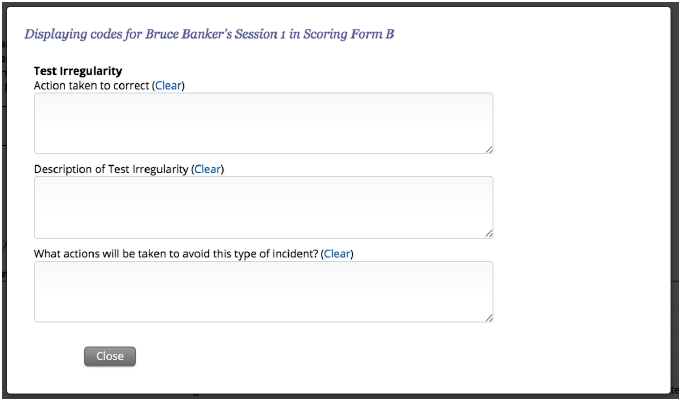 Displaying codes for Bruce Banker's Session 1 in Scoring Form B
Test Irregularity
Action taken to correct (Clear)
Description of Test Irregularity (Clear)
What actions will be taken to avoid this type of incident? (Clear)
Close